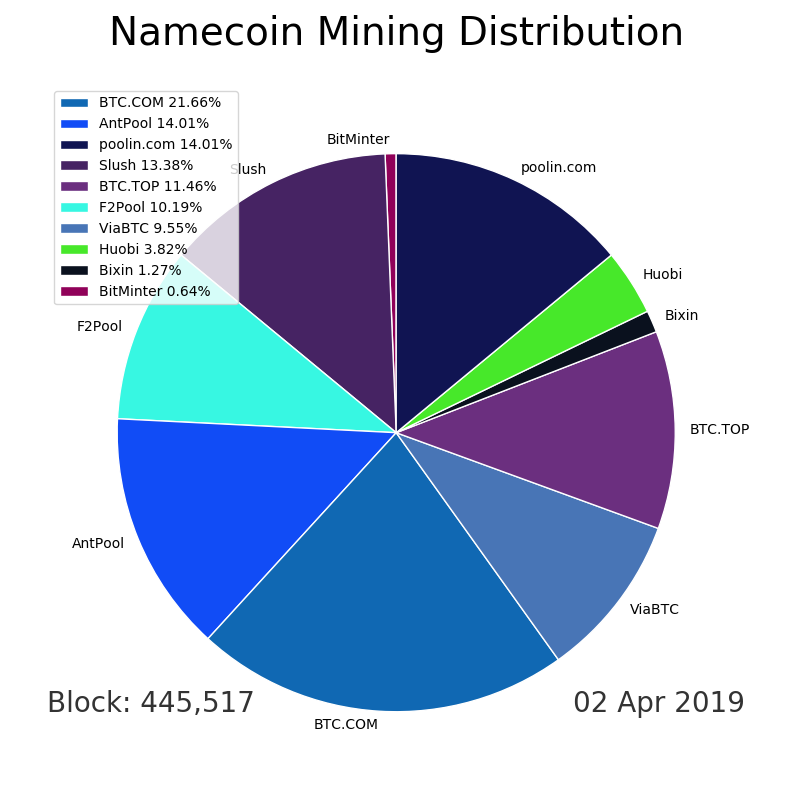 Namecoin Mining Distribution
BTC.COM 21.66%
AntPool 14.01%
poolin.com 14.01%
Slush 13.38%
BTC.TOP 11.46%
F2Pool 10.19%
ViaBTC 9.55%
Huobi 3.82%
Bixin 1.27%
BitMinter 0.64%
BitMinter
poolin.com
Slush
Huobi
Bixin
F2Pool
BTC.TOP
AntPool
ViaBTC
Block: 445,517
02 Apr 2019
BTC.COM